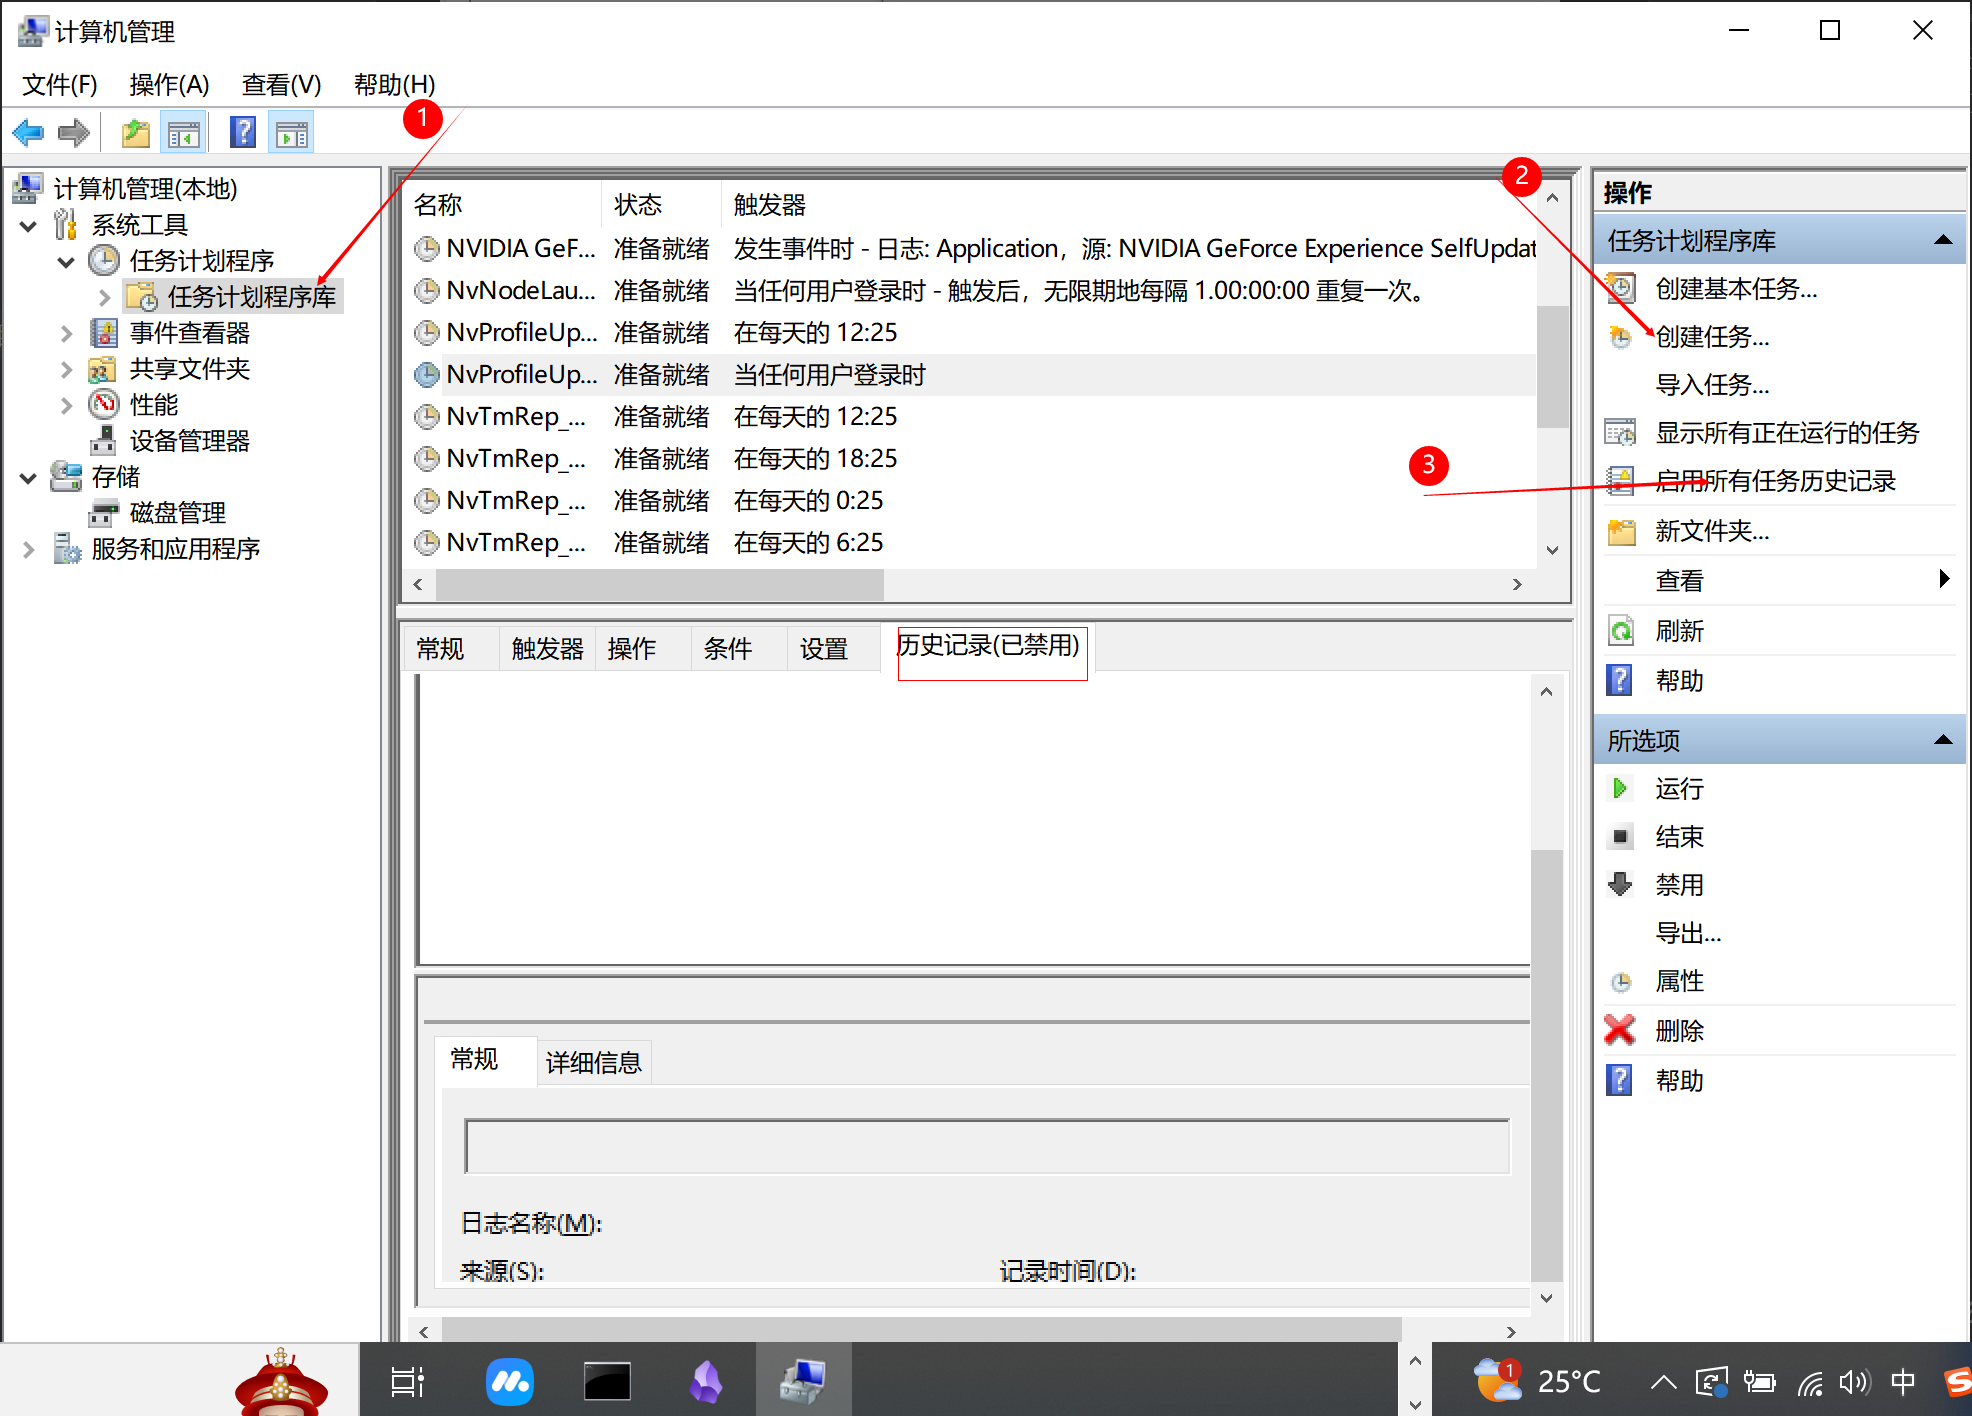 计算机管理
文件(F) 操作(A) 查看(V) 帮助(H)
1
计算机管理(本地)
系统工具
任务计划程序
任务计划程序库
事件查看器
共享文件夹
性能
设备管理器
存储
磁盘管理
服务和应用程序
名称 状态 触发器
NVIDIA GeF... 准备就绪 发生事件时 - 日志: Application，源: NVIDIA GeForce Experience SelfUpdat
NvNodeLau... 准备就绪 当任何用户登录时 - 触发后，无限期地每隔 1.00:00:00 重复一次。
NvProfileUp... 准备就绪 在每天的 12:25
NvProfileUp... 准备就绪 当任何用户登录时
NvTmRep_... 准备就绪 在每天的 12:25
NvTmRep_... 准备就绪 在每天的 18:25
NvTmRep_... 准备就绪 在每天的 0:25
NvTmRep_... 准备就绪 在每天的 6:25
2
3
常规 触发器 操作 条件 设置 历史记录(已禁用)
常规 详细信息
日志名称(M):
来源(S): 记录时间(D):
操作
任务计划程序库
创建基本任务...
创建任务...
导入任务...
显示所有正在运行的任务
启用所有任务历史记录
新文件夹...
查看
刷新
帮助
所选项
运行
结束
禁用
导出...
属性
删除
帮助
1 25°C 中